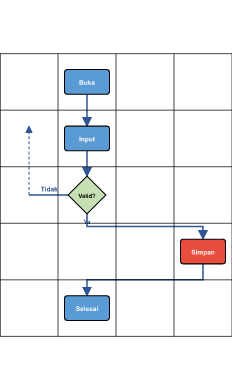 Buka
Input
Tidak
Valid?
Simpan
Selesai